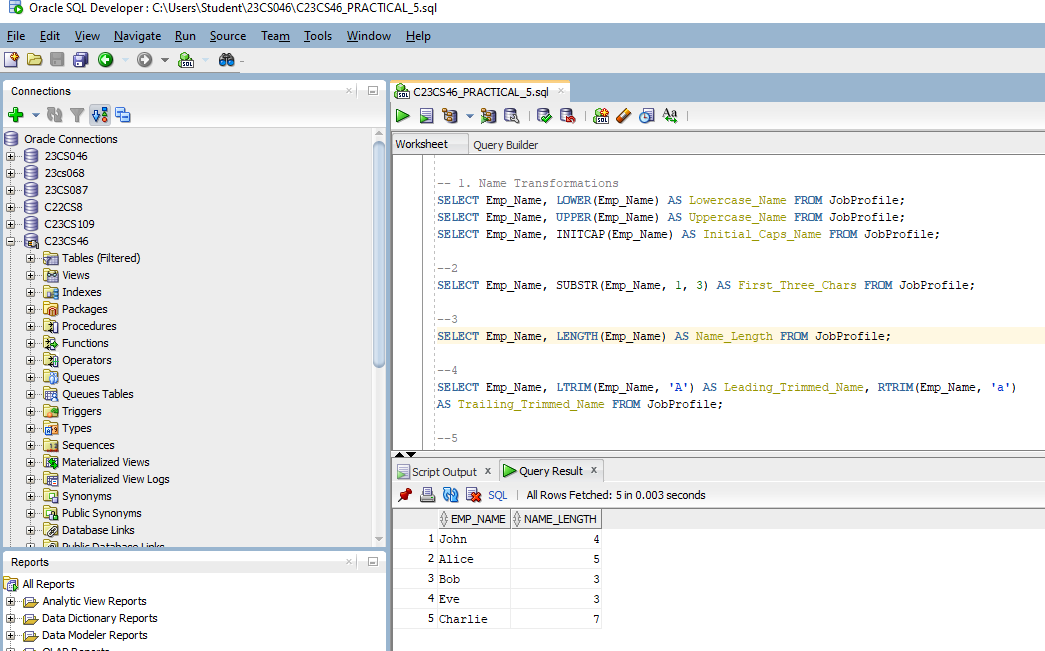 Oracle SQL Developer : C:\Users\Student\23CS046\C23CS46_PRACTICAL_5.sql
File Edit View Navigate Run Source Team Tools Window Help
Connections
Oracle Connections
23CS046
23cs068
23CS087
C22CS8
C23CS109
C23CS46
Tables (Filtered)
Views
Indexes
Packages
Procedures
Functions
Operators
Queues
Queues Tables
Triggers
Types
Sequences
Materialized Views
Materialized View Logs
Synonyms
Public Synonyms
Database Links
Public Database Links
Reports
All Reports
Analytic View Reports
Data Dictionary Reports
Data Modeler Reports
OLAP Reports
C23CS46_PRACTICAL_5.sql
Worksheet Query Builder
-- 1. Name Transformations
SELECT Emp_Name, LOWER(Emp_Name) AS Lowercase_Name FROM JobProfile;
SELECT Emp_Name, UPPER(Emp_Name) AS Uppercase_Name FROM JobProfile;
SELECT Emp_Name, INITCAP(Emp_Name) AS Initial_Caps_Name FROM JobProfile;
--2
SELECT Emp_Name, SUBSTR(Emp_Name, 1, 3) AS First_Three_Chars FROM JobProfile;
--3
SELECT Emp_Name, LENGTH(Emp_Name) AS Name_Length FROM JobProfile;
--4
SELECT Emp_Name, LTRIM(Emp_Name, 'A') AS Leading_Trimmed_Name, RTRIM(Emp_Name, 'a')
AS Trailing_Trimmed_Name FROM JobProfile;
--5
Script Output x Query Result x
SQL | All Rows Fetched: 5 in 0.003 seconds
EMP_NAME NAME_LENGTH
1 John 4
2 Alice 5
3 Bob 3
4 Eve 3
5 Charlie 7